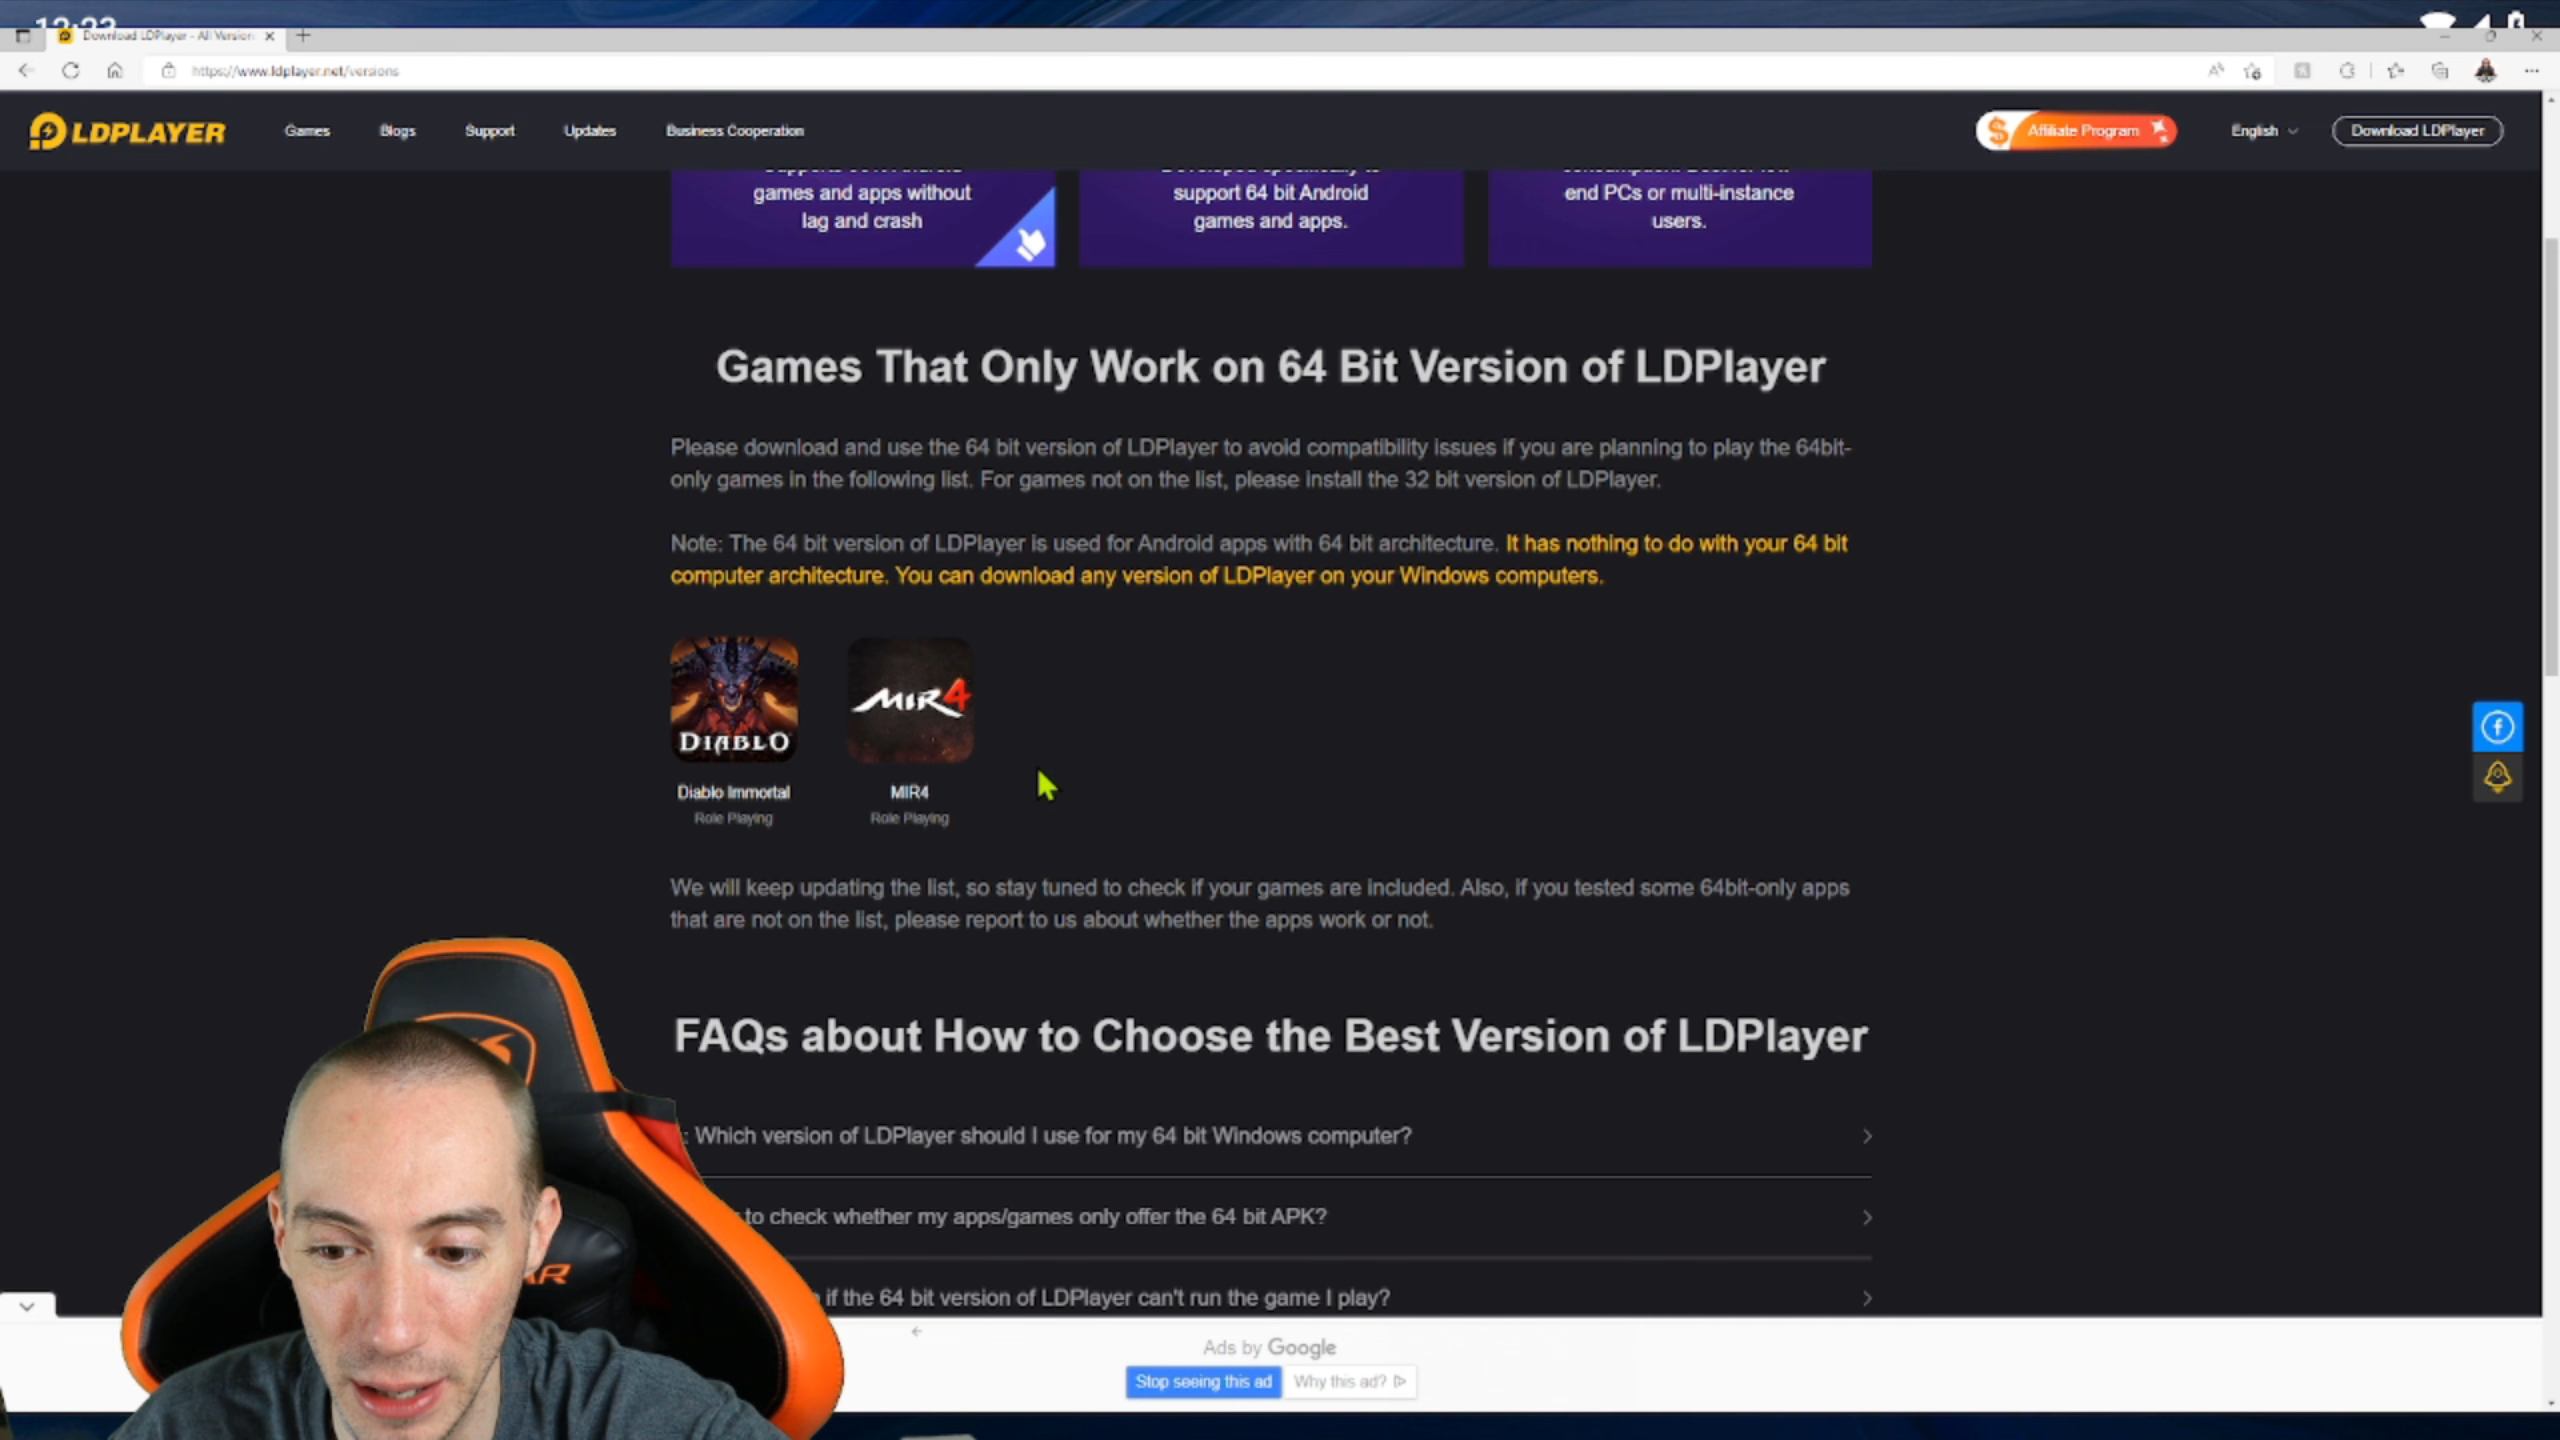 12:23
Download LDPlayer - All Version
https://www.ldplayer.net/versions
LDPLAYER
Games
Blogs
Support
Updates
Business Cooperation
$ Affiliate Program
English
Download LDPlayer
games and apps without
lag and crash
support 64 bit Android
games and apps.
end PCs or multi-instance
users.
Games That Only Work on 64 Bit Version of LDPlayer
Please download and use the 64 bit version of LDPlayer to avoid compatibility issues if you are planning to play the 64bit-
only games in the following list. For games not on the list, please install the 32 bit version of LDPlayer.
Note: The 64 bit version of LDPlayer is used for Android apps with 64 bit architecture. It has nothing to do with your 64 bit
computer architecture. You can download any version of LDPlayer on your Windows computers.
DIABLO
MIR4
Diablo Immortal
Role Playing
MIR4
Role Playing
We will keep updating the list, so stay tuned to check if your games are included. Also, if you tested some 64bit-only apps
that are not on the list, please report to us about whether the apps work or not.
FAQs about How to Choose the Best Version of LDPlayer
: Which version of LDPlayer should I use for my 64 bit Windows computer?
to check whether my apps/games only offer the 64 bit APK?
if the 64 bit version of LDPlayer can't run the game I play?
Ads by Google
Stop seeing this ad
Why this ad?